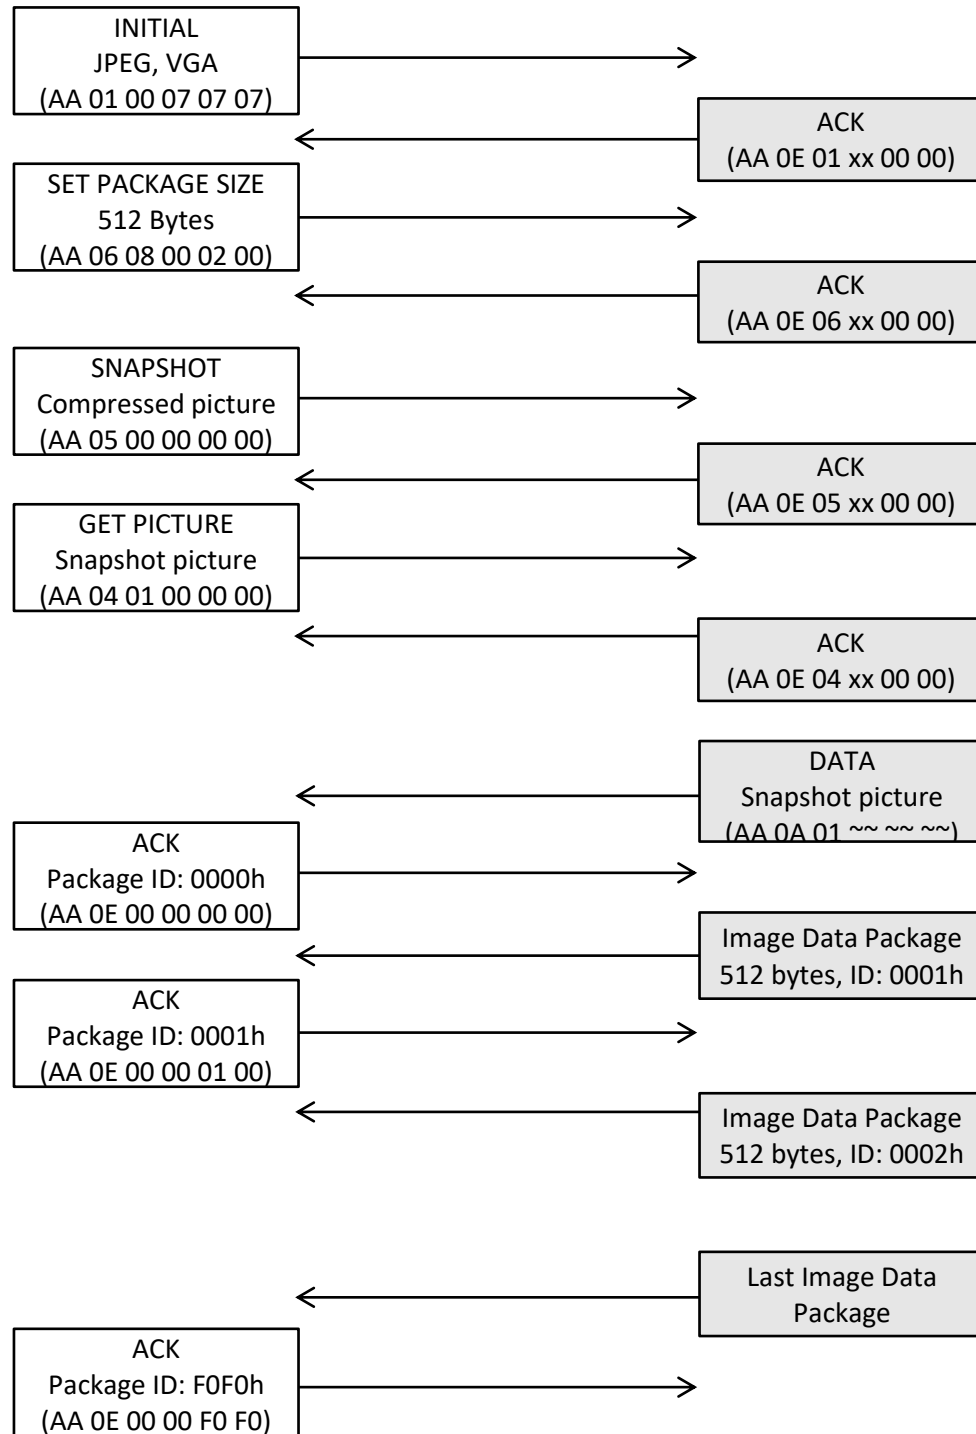 INITIAL
JPEG, VGA
(AA 01 00 07 07 07)
ACK
(AA 0E 01 xx 00 00)
SET PACKAGE SIZE
512 Bytes
(AA 06 08 00 02 00)
ACK
(AA 0E 06 xx 00 00)
SNAPSHOT
Compressed picture
(AA 05 00 00 00 00)
ACK
(AA 0E 05 xx 00 00)
GET PICTURE
Snapshot picture
(AA 04 01 00 00 00)
ACK
(AA 0E 04 xx 00 00)
DATA
Snapshot picture
(AA 0A 01 ~~ ~~ ~~)
ACK
Package ID: 0000h
(AA 0E 00 00 00 00)
Image Data Package
512 bytes, ID: 0001h
ACK
Package ID: 0001h
(AA 0E 00 00 01 00)
Image Data Package
512 bytes, ID: 0002h
Last Image Data
Package
ACK
Package ID: F0F0h
(AA 0E 00 00 F0 F0)